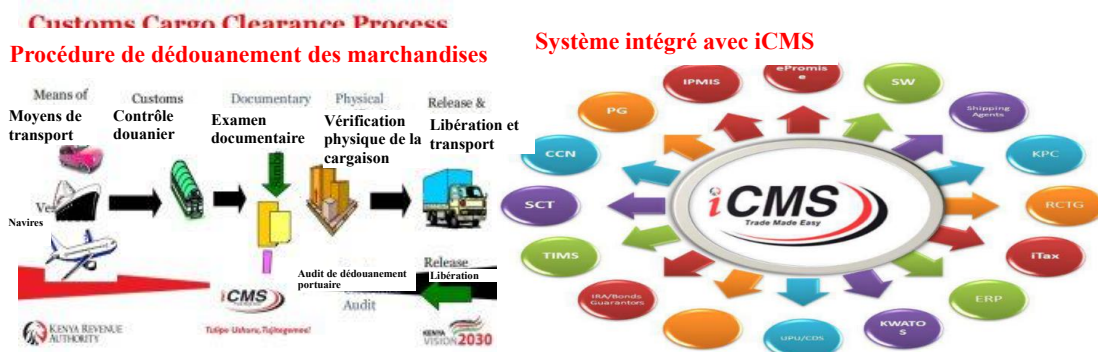 Customs Cargo Clearance Process
Procédure de dédouanement des marchandises
Means of
Moyens de
transport
Customs
Contrôle
douanier
Documentary
Examen
documentaire
Physical
Vérification
physique de la
cargaison
Release &
Libération et
transport
Navires
Audit de dédouanement
portuaire
Audit
Release
Libération
iCMS
KENYA REVENUE
AUTHORITY
Tulipe Ushuru, Tujitegemee!
KENYA
VISION 2030
Système intégré avec iCMS
ePromis
e
SW
Shipping
Agents
KPC
RCTG
iTax
ERP
KWATO
S
UPU/CDS
IRA/Bonds
Guarantors
TIMS
SCT
CCN
PG
IPMIS
iCMS
Trade Made Easy